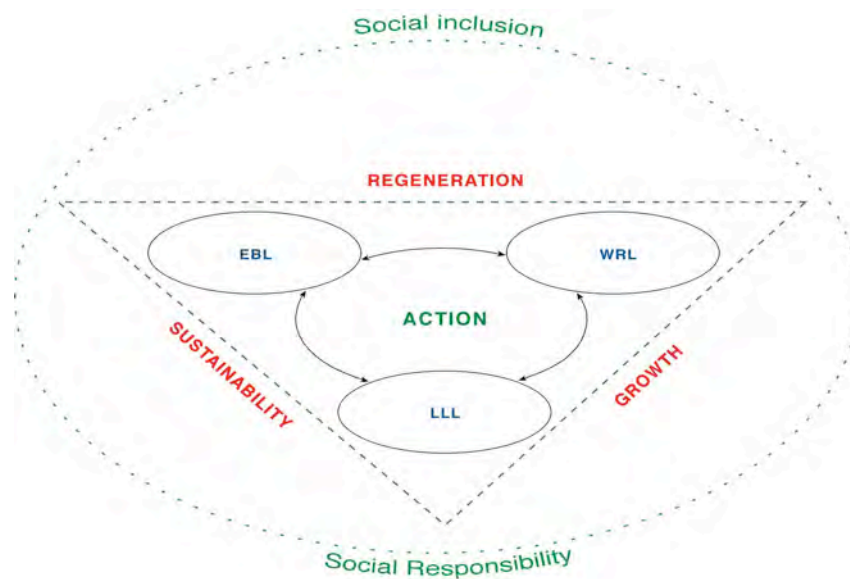 Social inclusion
REGENERATION
EBL
WRL
ACTION
SUSTAINABILITY
GROWTH
LLL
Social Responsibility